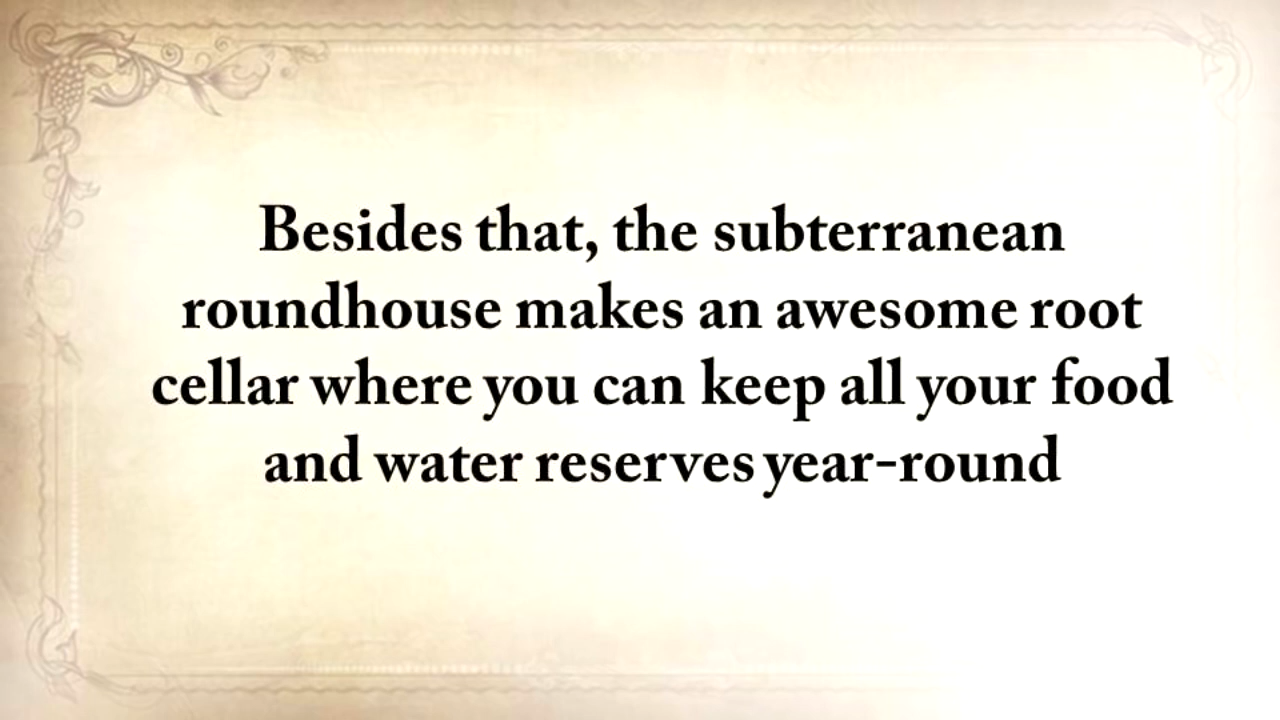 Besides that, the subterranean
roundhouse makes an awesome root
cellar where you can keep all your food
and water reserves year-round